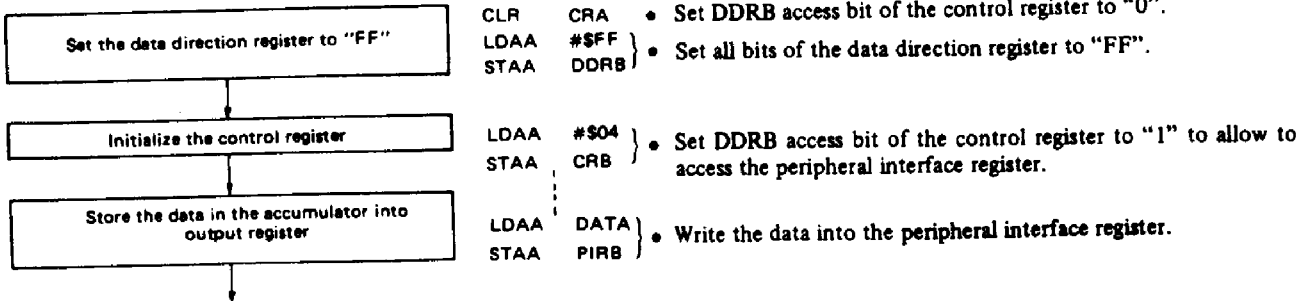 CLR CRA • Set DDRB access bit of the control register to "0".
Set the data direction register to "FF"
LDAA #$FF
STAA DDRB
• Set all bits of the data direction register to "FF".
Initialize the control register
LDAA #$04
STAA CRB
• Set DDRB access bit of the control register to "1" to allow to
access the peripheral interface register.
Store the data in the accumulator into
output register
LDAA DATA
STAA PIRB
• Write the data into the peripheral interface register.